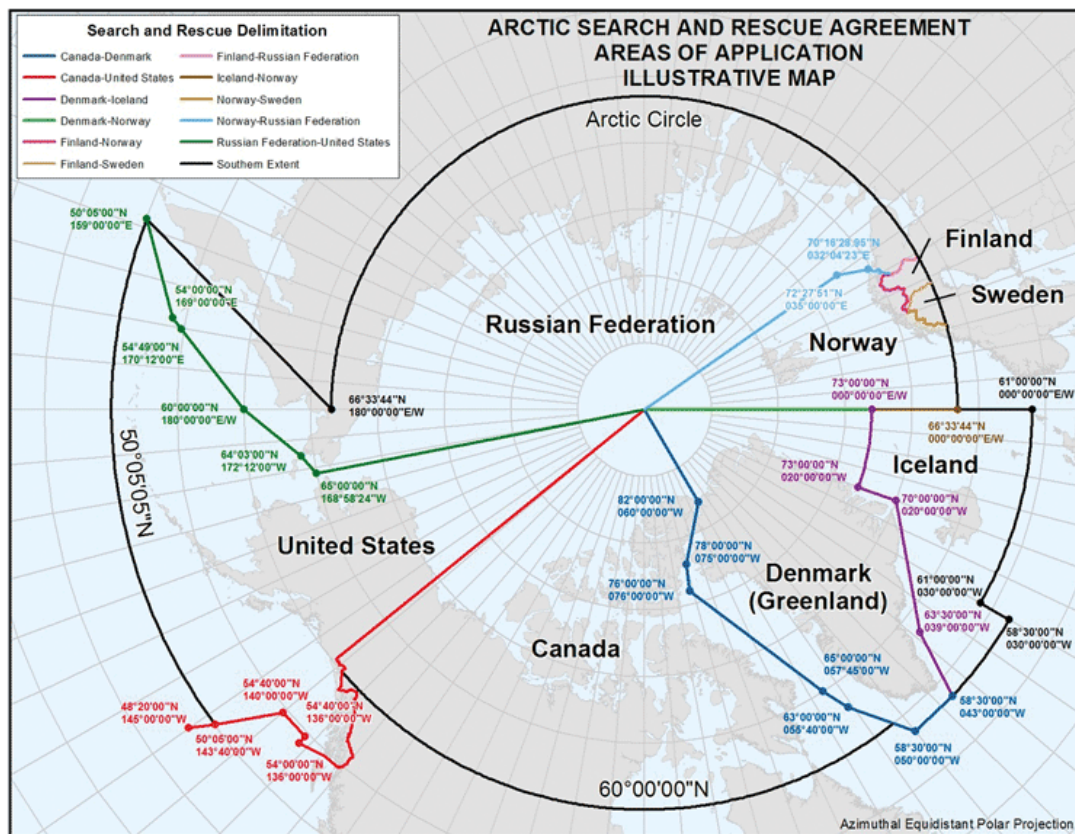 ARCTIC SEARCH AND RESCUE AGREEMENT
AREAS OF APPLICATION
ILLUSTRATIVE MAP
Search and Rescue Delimitation
Canada-Denmark
Canada-United States
Denmark-Iceland
Denmark-Norway
Finland-Norway
Finland-Sweden
Finland-Russian Federation
Iceland-Norway
Norway-Sweden
Norway-Russian Federation
Russian Federation-United States
Southern Extent
Arctic Circle
50°05'00"N
159°00'00"E
70°16'28.95"N
032°04'23"E
Finland
54°00'00"N
169°00'00"E
72°27'51"N
035°00'00"E
Sweden
Russian Federation
54°49'00"N
170°12'00"E
Norway
60°00'00"N
180°00'00"E/W
66°33'44"N
180°00'00"E/W
73°00'00"N
000°00'00"E/W
61°00'00"N
000°00'00"E/W
66°33'44"N
000°00'00"E/W
64°03'00"N
172°12'00"W
65°00'00"N
168°58'24"W
Iceland
73°00'00"N
020°00'00"W
70°00'00"N
020°00'00"W
50°05'05"N
82°00'00"N
060°00'00"W
United States
78°00'00"N
075°00'00"W
76°00'00"N
076°00'00"W
Denmark
(Greenland)
61°00'00"N
030°00'00"W
63°30'00"N
039°00'00"W
58°30'00"N
030°00'00"W
Canada
65°00'00"N
057°45'00"W
54°40'00"N
140°00'00"W
54°40'00"N
136°00'00"W
48°20'00"N
145°00'00"W
50°05'00"N
143°40'00"W
54°00'00"N
136°00'00"W
63°00'00"N
055°40'00"W
58°30'00"N
043°00'00"W
58°30'00"N
050°00'00"W
60°00'00"N
Azimuthal Equidistant Polar Projection